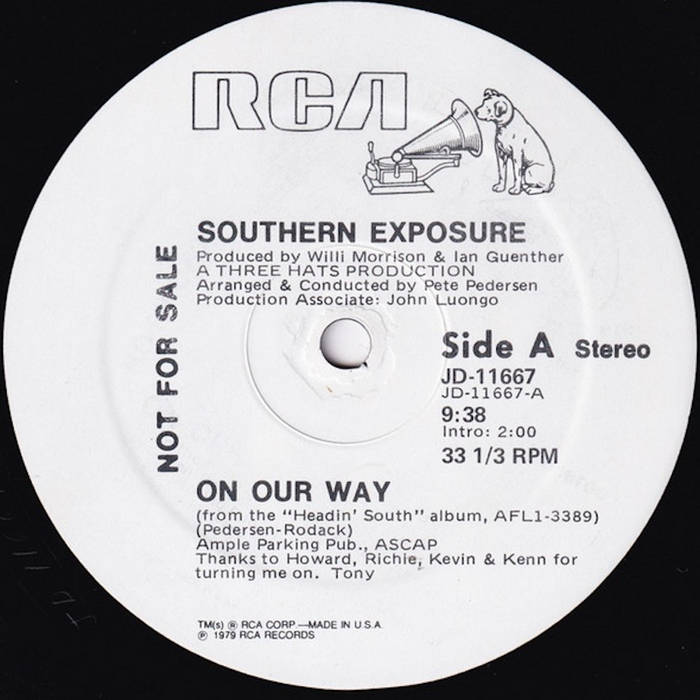 RCA
SOUTHERN EXPOSURE
Produced by Willi Morrison & Ian Guenther
A THREE HATS PRODUCTION
Arranged & Conducted by Pete Pedersen
Production Associate: John Luongo
NOT FOR SALE
Side A Stereo
JD-11667
JD-11667-A
9:38
Intro: 2:00
33 1/3 RPM
ON OUR WAY
(from the "Headin' South" album, AFL1-3389)
(Pedersen-Rodack)
Ample Parking Pub., ASCAP
Thanks to Howard, Richie, Kevin & Kenn for
turning me on. Tony
TM(s) ® RCA CORP.—MADE IN U.S.A.
℗ 1979 RCA RECORDS